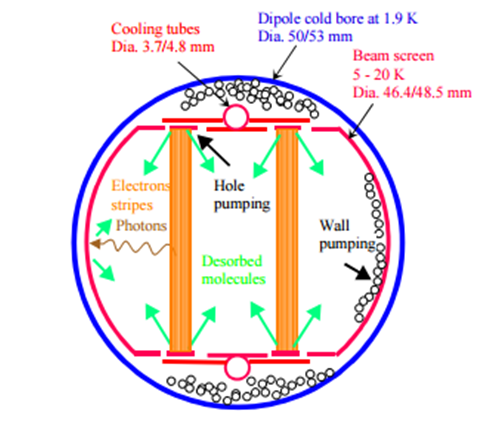 Cooling tubes
Dia. 3.7/4.8 mm
Dipole cold bore at 1.9 K
Dia. 50/53 mm
Beam screen
5 - 20 K
Dia. 46.4/48.5 mm
Electrons
stripes
Photons
Hole
pumping
Wall
pumping
Desorbed
molecules